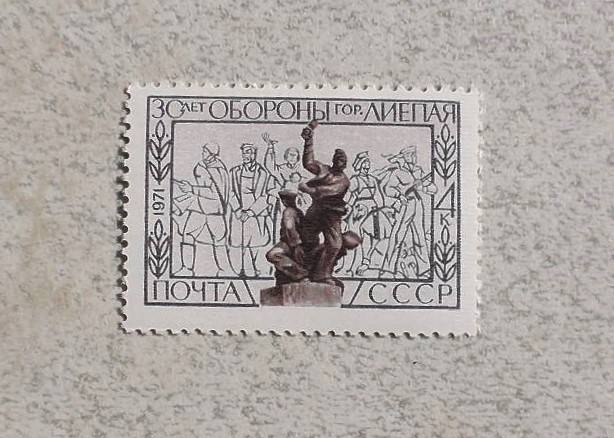 30 ЛЕТ ОБОРОНЫ ГОР. ЛИЕПАЯ
1971
4 К
ПОЧТА СССР